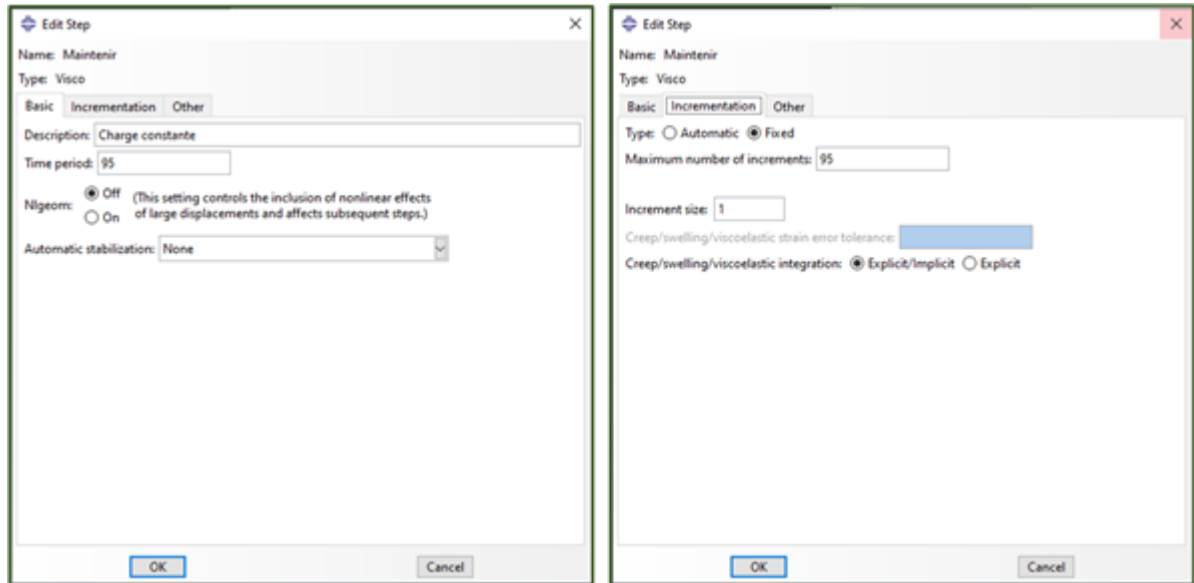 Edit Step
Name: Maintenir
Type: Visco
Basic Incrementation Other
Description: Charge constante
Time period: 95
Nlgeom: Off (This setting controls the inclusion of nonlinear effects
On of large displacements and affects subsequent steps.)
Automatic stabilization: None
OK Cancel
Edit Step
Name: Maintenir
Type: Visco
Basic Incrementation Other
Type: Automatic Fixed
Maximum number of increments: 95
Increment size: 1
Creep/swelling/viscoelastic strain error tolerance:
Creep/swelling/viscoelastic integration: Explicit/Implicit Explicit
OK Cancel